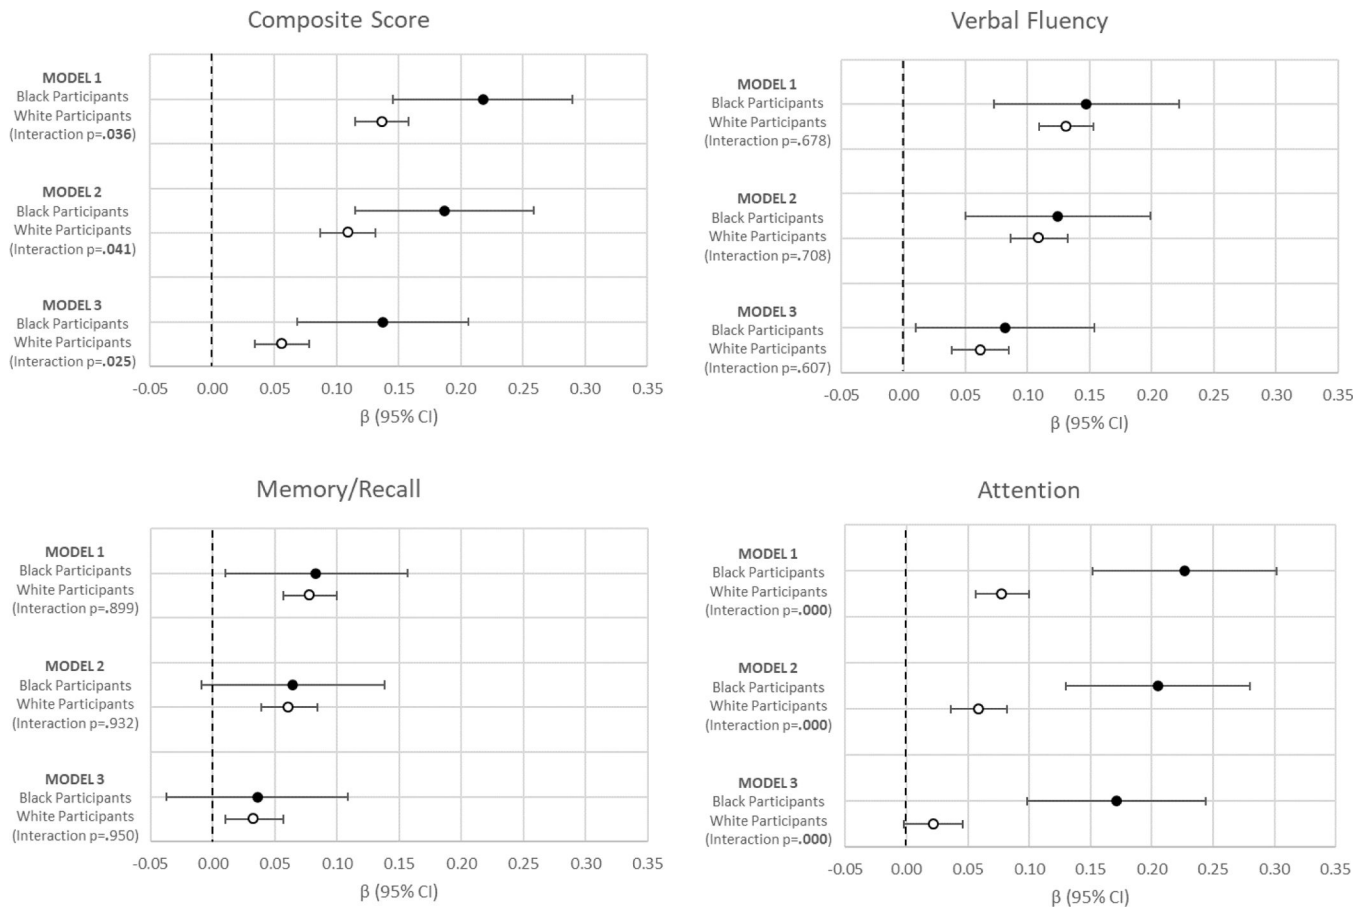 Composite Score
MODEL 1
Black Participants
White Participants
(Interaction p=.036)
MODEL 2
Black Participants
White Participants
(Interaction p=.041)
MODEL 3
Black Participants
White Participants
(Interaction p=.025)
-0.05 0.00 0.05 0.10 0.15 0.20 0.25 0.30 0.35
β (95% CI)
Verbal Fluency
MODEL 1
Black Participants
White Participants
(Interaction p=.678)
MODEL 2
Black Participants
White Participants
(Interaction p=.708)
MODEL 3
Black Participants
White Participants
(Interaction p=.607)
-0.05 0.00 0.05 0.10 0.15 0.20 0.25 0.30 0.35
β (95% CI)
Memory/Recall
MODEL 1
Black Participants
White Participants
(Interaction p=.899)
MODEL 2
Black Participants
White Participants
(Interaction p=.932)
MODEL 3
Black Participants
White Participants
(Interaction p=.950)
-0.05 0.00 0.05 0.10 0.15 0.20 0.25 0.30 0.35
β (95% CI)
Attention
MODEL 1
Black Participants
White Participants
(Interaction p=.000)
MODEL 2
Black Participants
White Participants
(Interaction p=.000)
MODEL 3
Black Participants
White Participants
(Interaction p=.000)
-0.05 0.00 0.05 0.10 0.15 0.20 0.25 0.30 0.35
β (95% CI)